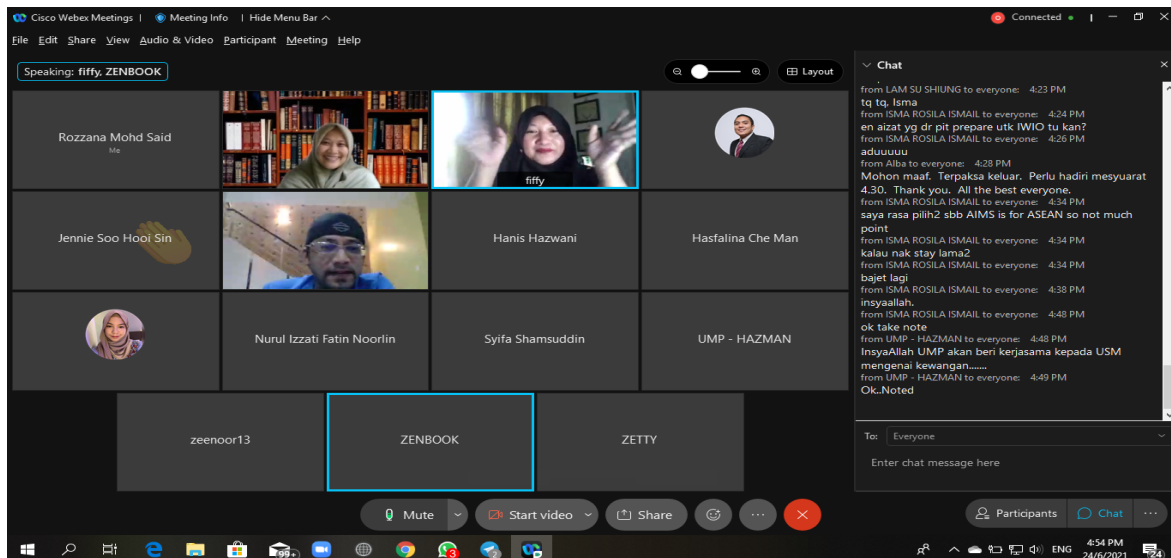 Cisco Webex Meetings | Meeting Info | Hide Menu Bar
Connected
File Edit Share View Audio & Video Participant Meeting Help
Speaking: fiffy, ZENBOOK
Layout
Rozzana Mohd Said
Me
fiffy
Jennie Soo Hooi Sin
Hanis Hazwani
Hasfalina Che Man
Nurul Izzati Fatin Noorlin
Syifa Shamsuddin
UMP - HAZMAN
zeenoor13
ZENBOOK
ZETTY
Chat
from LAM SU SHIUNG to everyone: 4:23 PM
tq tq, Isma
from ISMA ROSILA ISMAIL to everyone: 4:24 PM
en aizat yg dr pit prepare utk IWIO tu kan?
from ISMA ROSILA ISMAIL to everyone: 4:26 PM
aduuuuu
from Alba to everyone: 4:28 PM
Mohon maaf. Terpaksa keluar. Perlu hadiri mesyuarat
4.30. Thank you. All the best everyone.
from ISMA ROSILA ISMAIL to everyone: 4:34 PM
saya rasa pilih2 sbb AIMS is for ASEAN so not much
point
from ISMA ROSILA ISMAIL to everyone: 4:34 PM
kalau nak stay lama2
from ISMA ROSILA ISMAIL to everyone: 4:34 PM
bajet lagi
from ISMA ROSILA ISMAIL to everyone: 4:38 PM
insyaallah.
from ISMA ROSILA ISMAIL to everyone: 4:48 PM
ok take note
from UMP - HAZMAN to everyone: 4:48 PM
InsyaAllah UMP akan beri kerjasama kepada USM
mengenai kewangan.......
from UMP - HAZMAN to everyone: 4:49 PM
Ok..Noted
To: Everyone
Enter chat message here
Mute Start video Share
Participants Chat
99+ 3 ENG 4:54 PM
24/6/2021 24